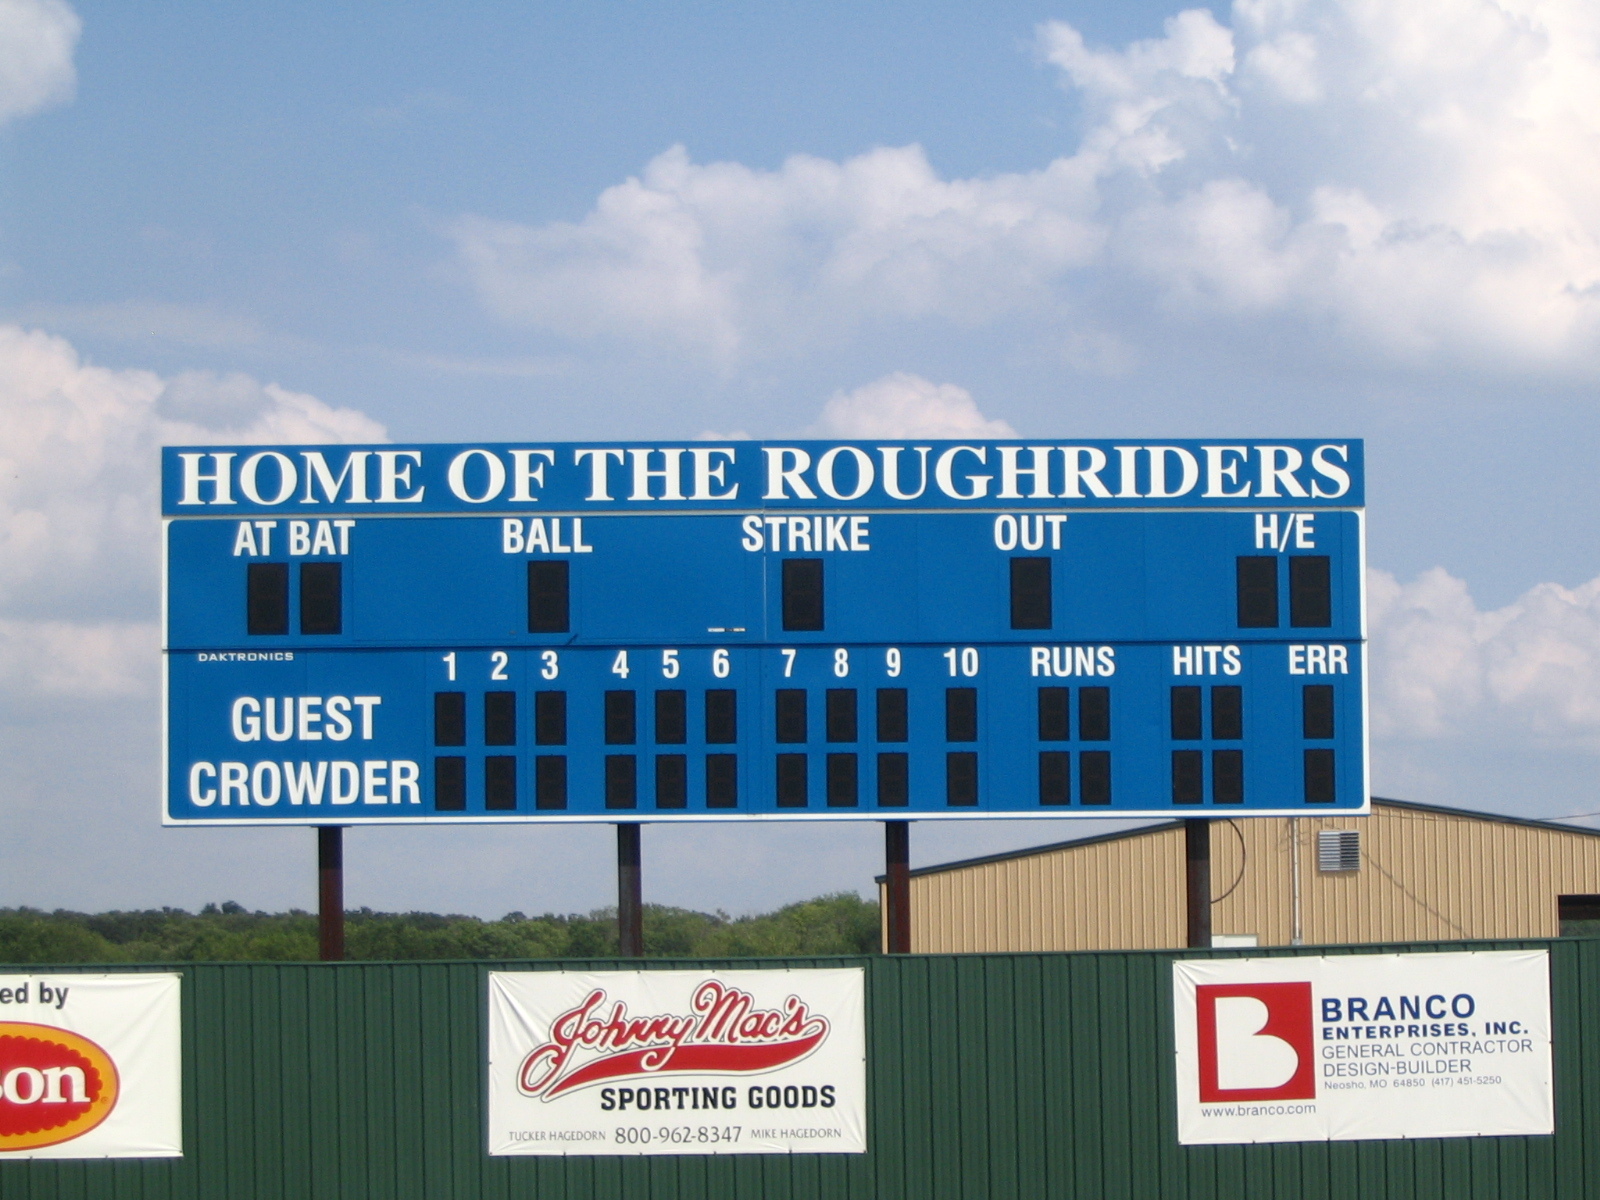 HOME OF THE ROUGHRIDERS
AT BAT BALL STRIKE OUT H/E
DAKTRONICS 1 2 3 4 5 6 7 8 9 10 RUNS HITS ERR
GUEST
CROWDER
ed by
on
Johnny Mac's
SPORTING GOODS
TUCKER HAGEDORN 800-962-8347 MIKE HAGEDORN
B
BRANCO
ENTERPRISES, INC.
GENERAL CONTRACTOR
DESIGN-BUILDER
Neosho, MO 64850 (417) 451-5250
www.branco.com